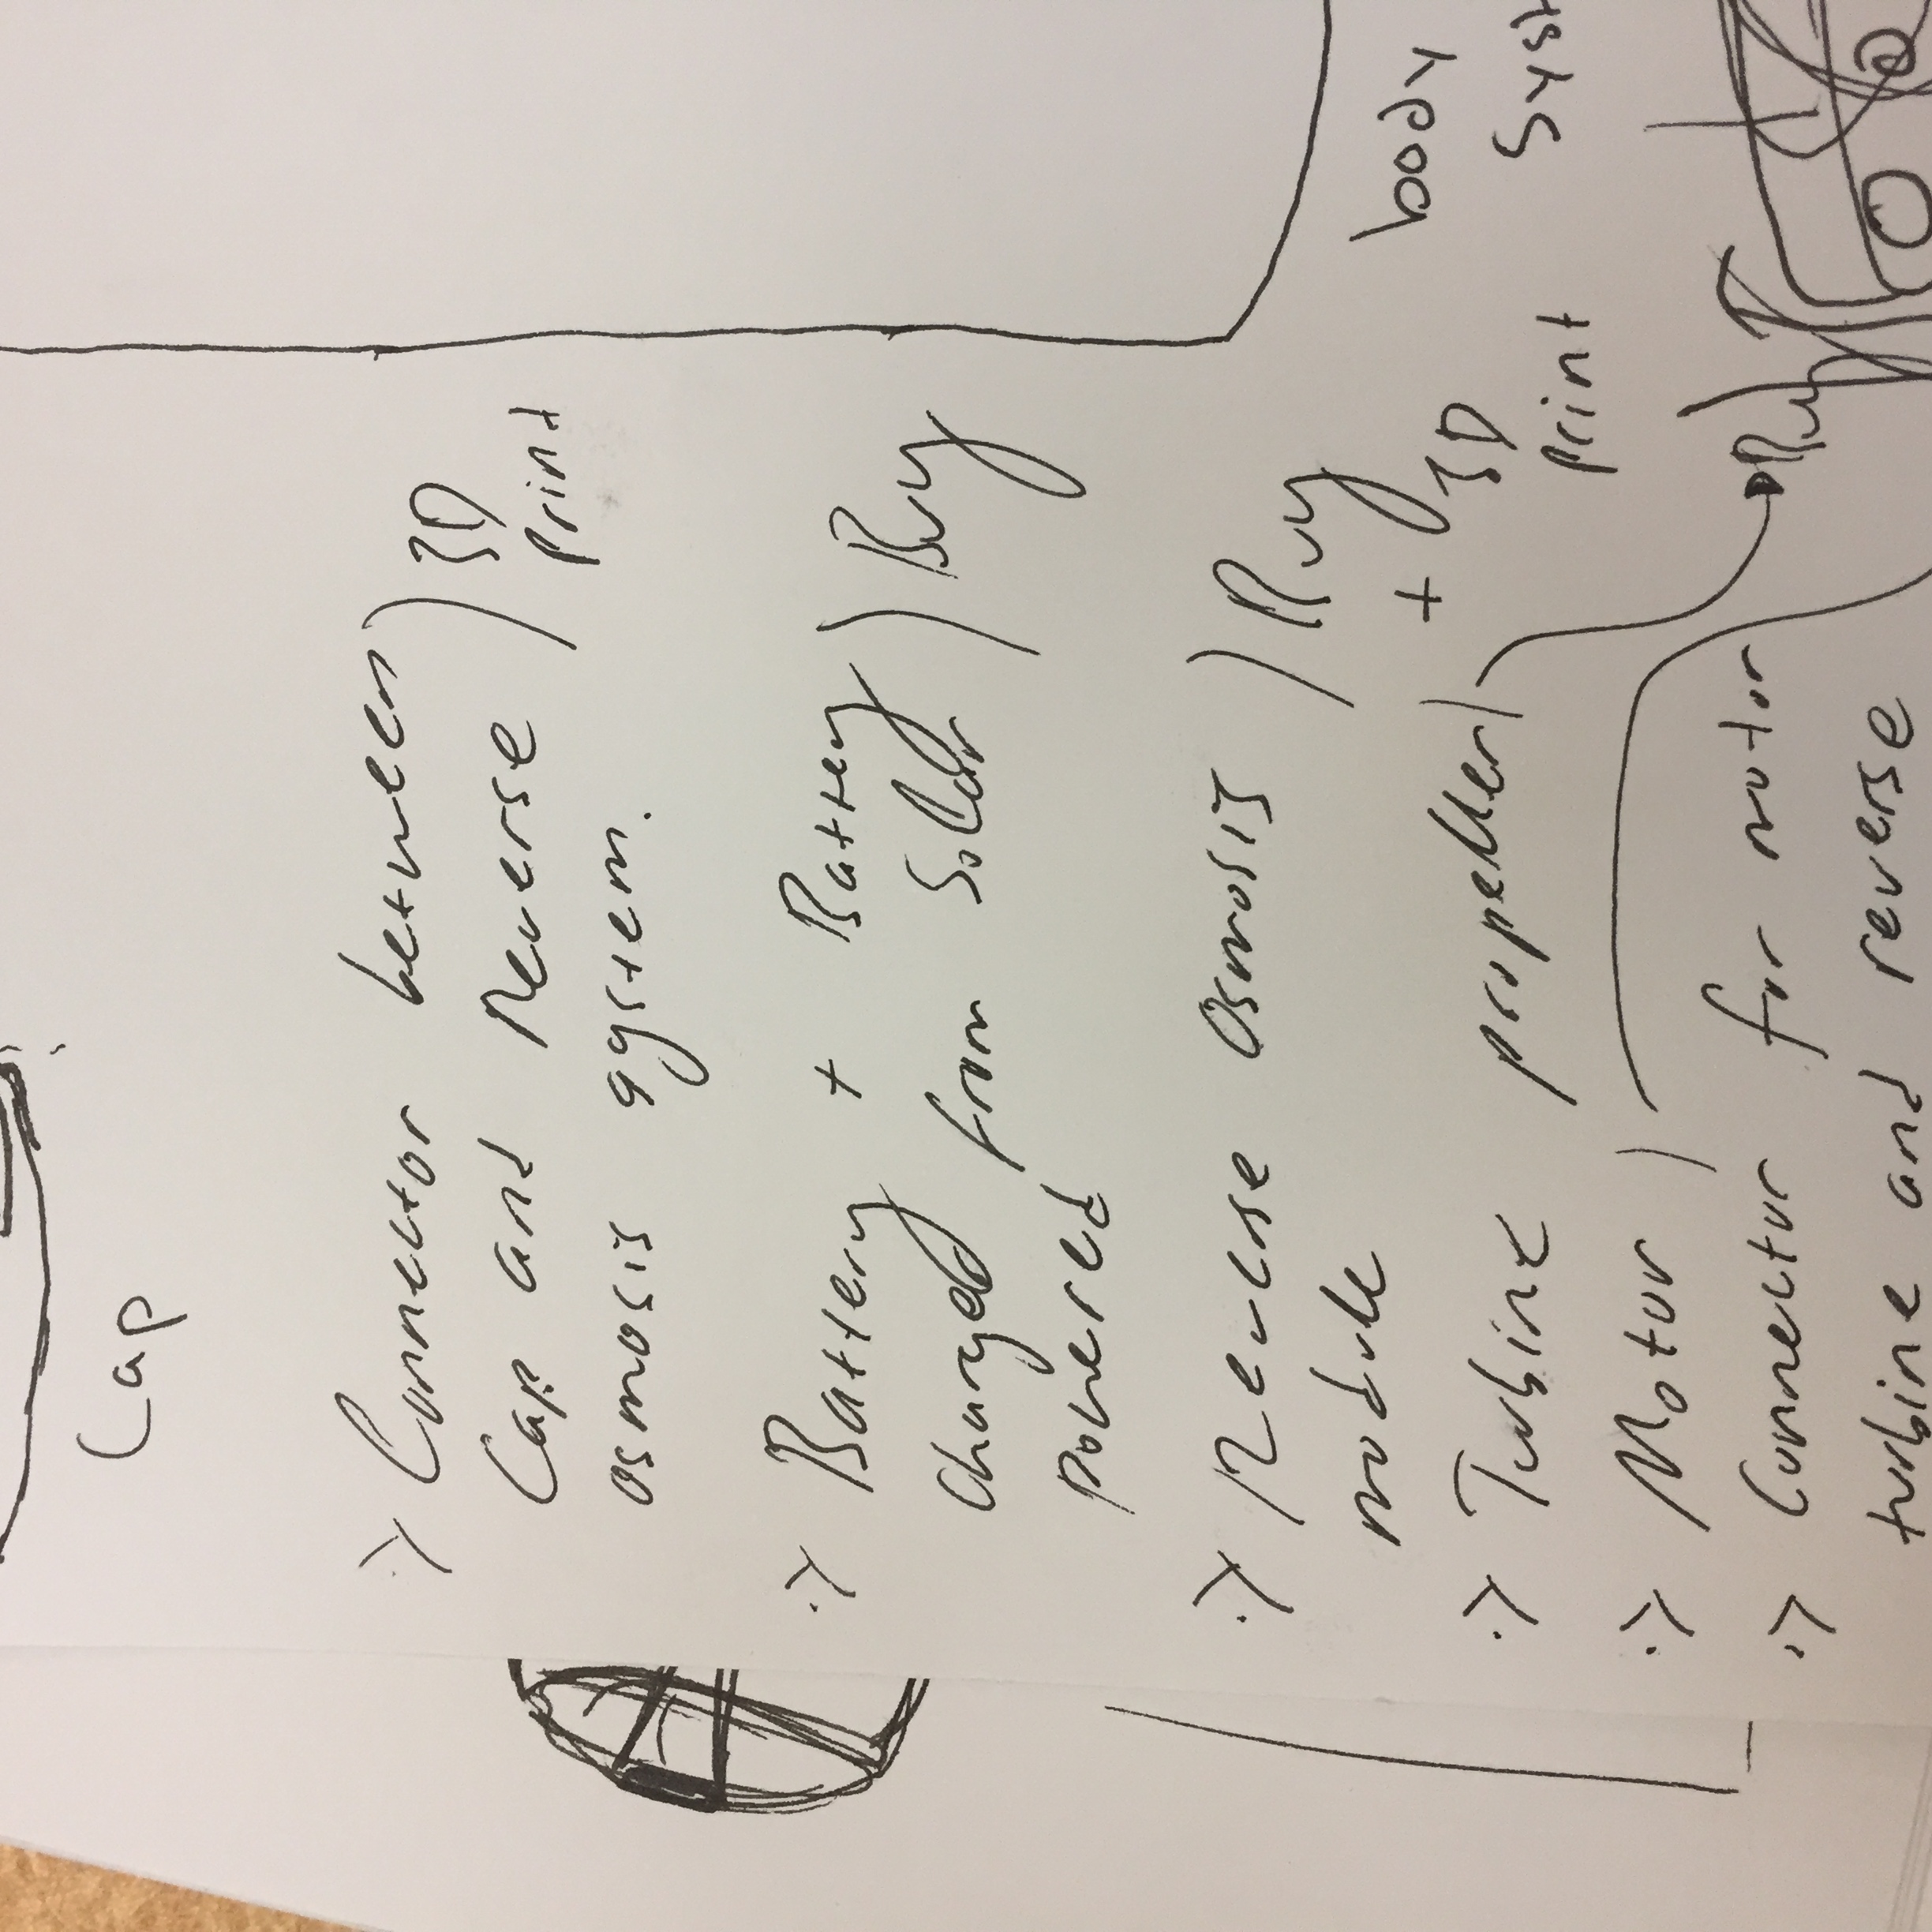 Cap
Connector between
Cap and Reverse
osmosis system.
3D
print
Battery + Battery
charged from Solar
powered
Buy
Reverse Osmosis
module
Buy
+ 3D
print
Turbine propeller
Motor
Connector for motor
turbine and reverse
body
Syst
Buy